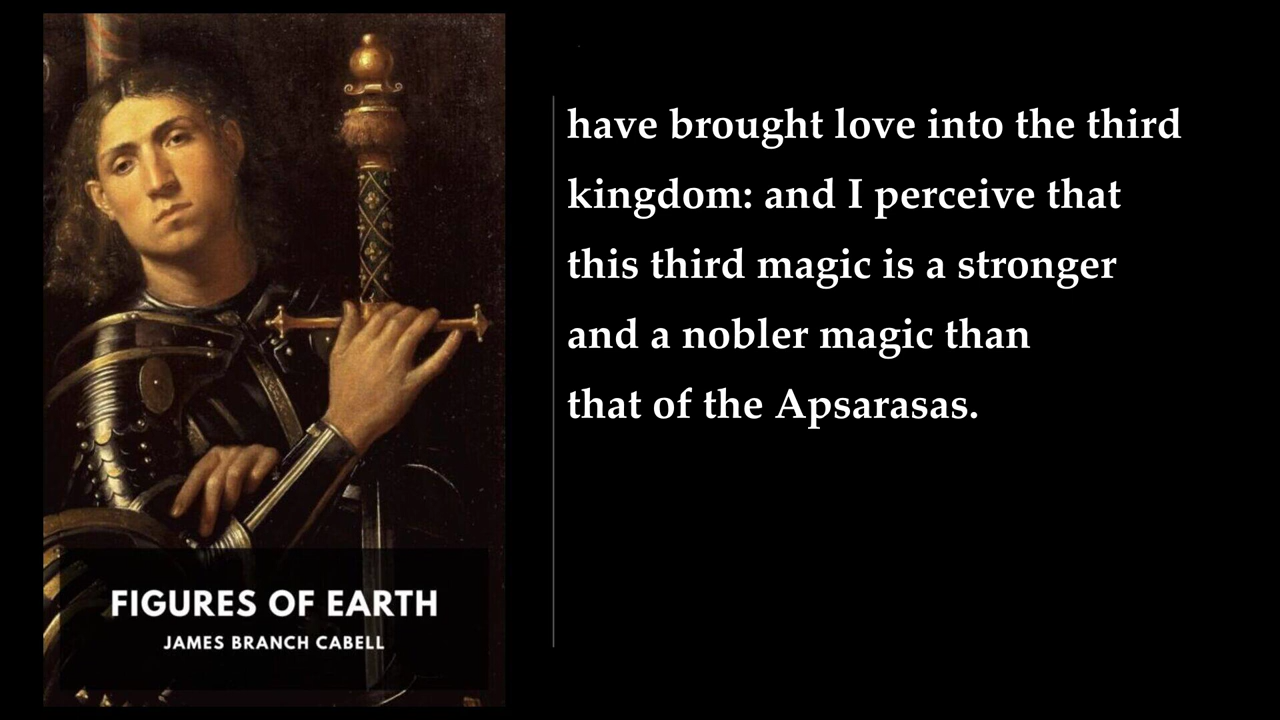 FIGURES OF EARTH
JAMES BRANCH CABELL
have brought love into the third
kingdom: and I perceive that
this third magic is a stronger
and a nobler magic than
that of the Apsarasas.